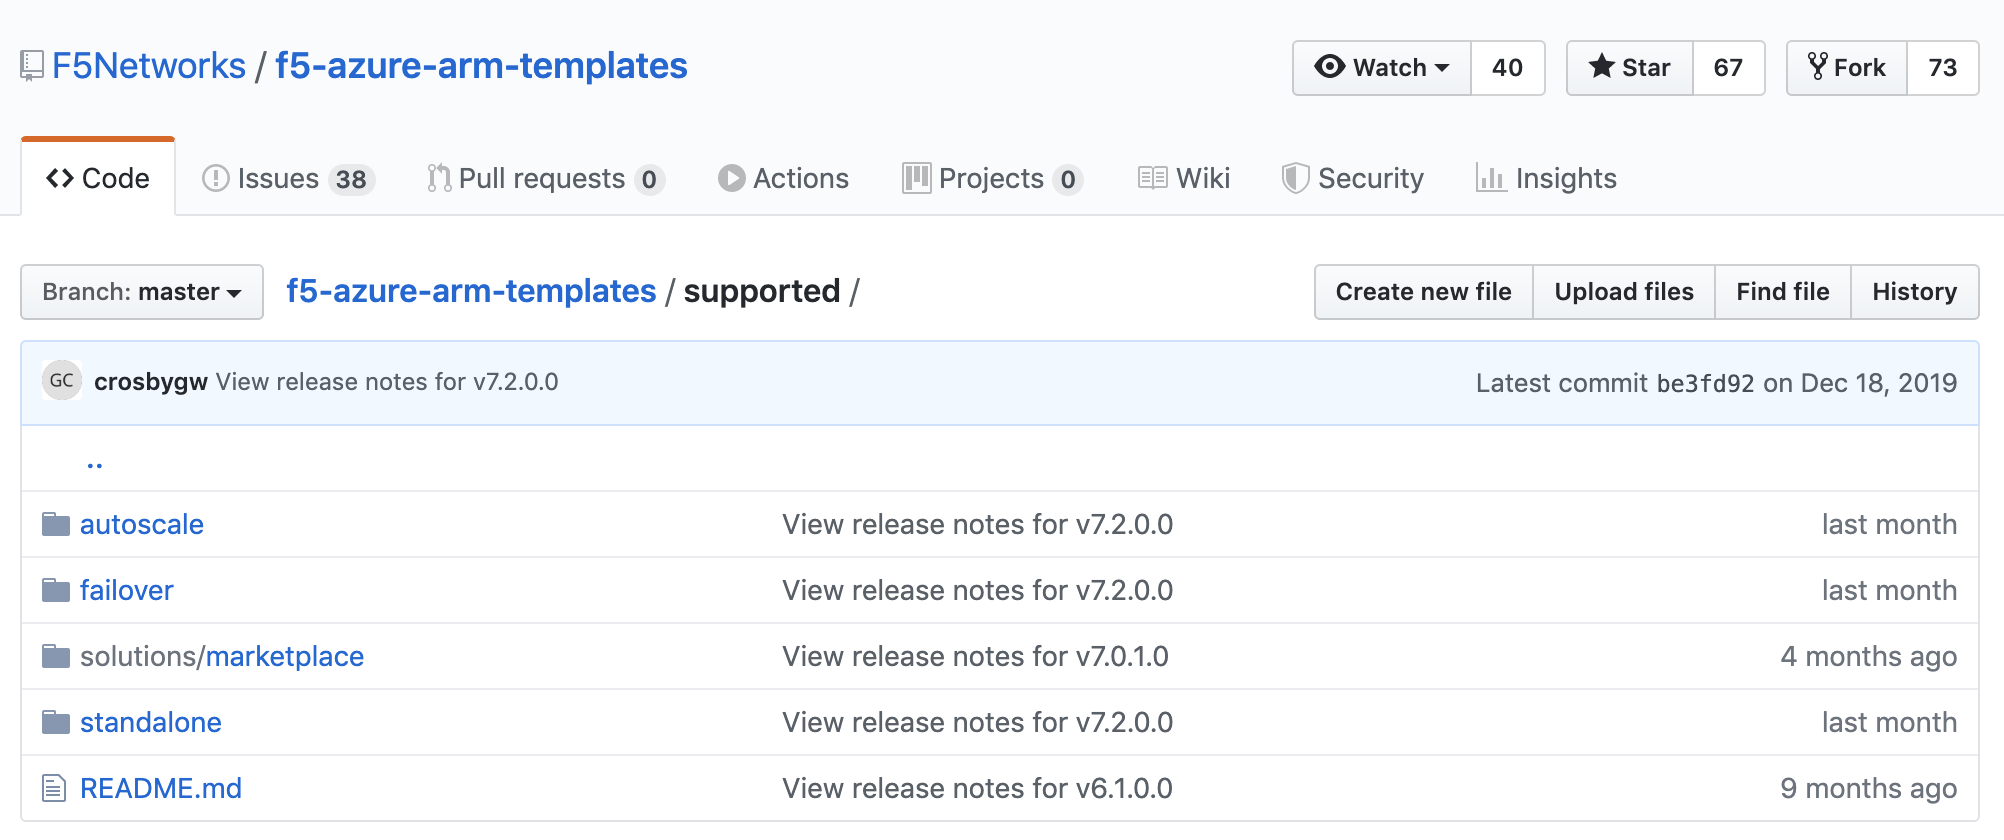 F5Networks / f5-azure-arm-templates
Watch 40 Star 67 Fork 73
Code Issues 38 Pull requests 0 Actions Projects 0 Wiki Security Insights
Branch: master f5-azure-arm-templates / supported / Create new file Upload files Find file History
GC crosbygw View release notes for v7.2.0.0 Latest commit be3fd92 on Dec 18, 2019
..
autoscale View release notes for v7.2.0.0 last month
failover View release notes for v7.2.0.0 last month
solutions/marketplace View release notes for v7.0.1.0 4 months ago
standalone View release notes for v7.2.0.0 last month
README.md View release notes for v6.1.0.0 9 months ago